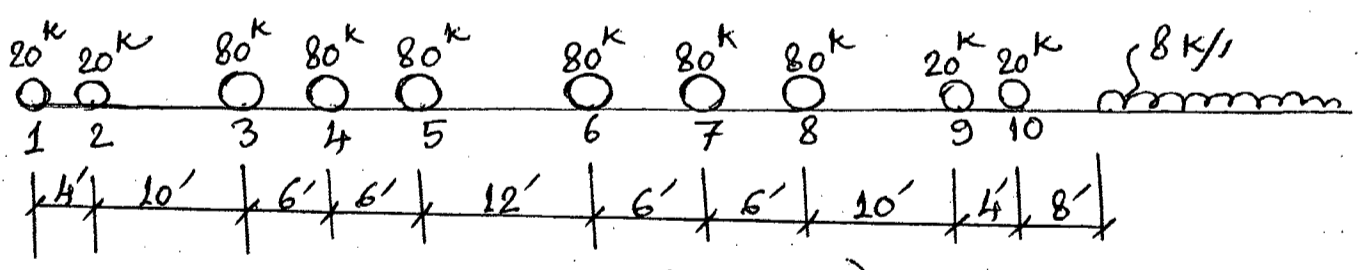 20ᴷ 20ᴷ 80ᴷ 80ᴷ 80ᴷ 80ᴷ 80ᴷ 80ᴷ 20ᴷ 20ᴷ 8 K/'
1 2 3 4 5 6 7 8 9 10
4' 10' 6' 6' 12' 6' 6' 10' 4' 8'